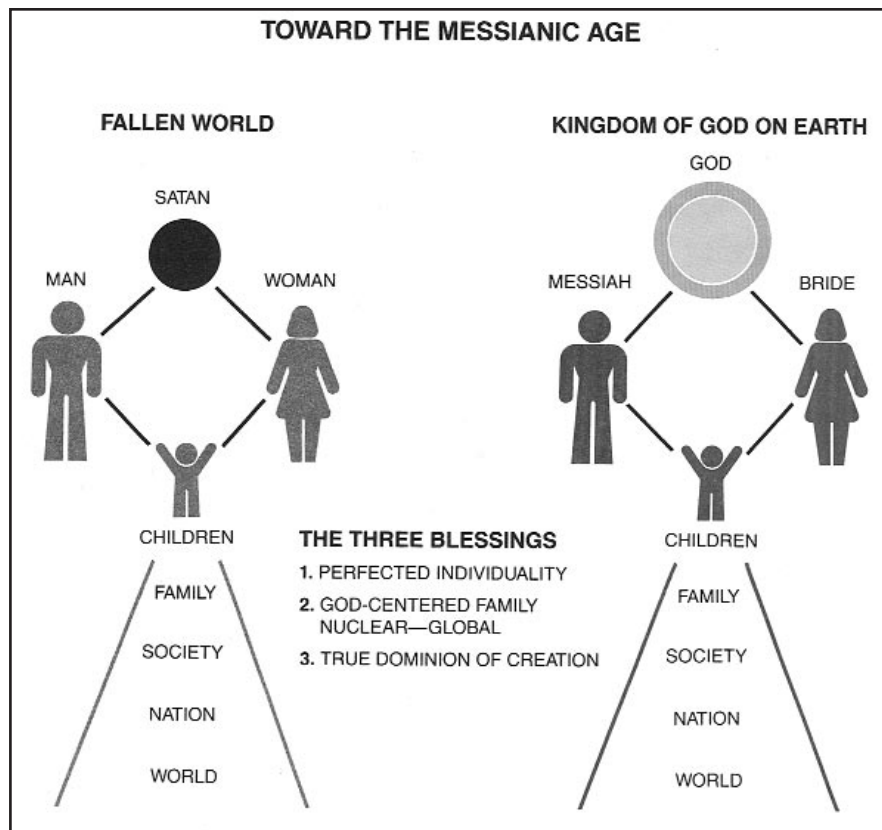 TOWARD THE MESSIANIC AGE
FALLEN WORLD
SATAN
MAN
WOMAN
CHILDREN
FAMILY
SOCIETY
NATION
WORLD
THE THREE BLESSINGS
1. PERFECTED INDIVIDUALITY
2. GOD-CENTERED FAMILY
NUCLEAR—GLOBAL
3. TRUE DOMINION OF CREATION
KINGDOM OF GOD ON EARTH
GOD
MESSIAH
BRIDE
CHILDREN
FAMILY
SOCIETY
NATION
WORLD